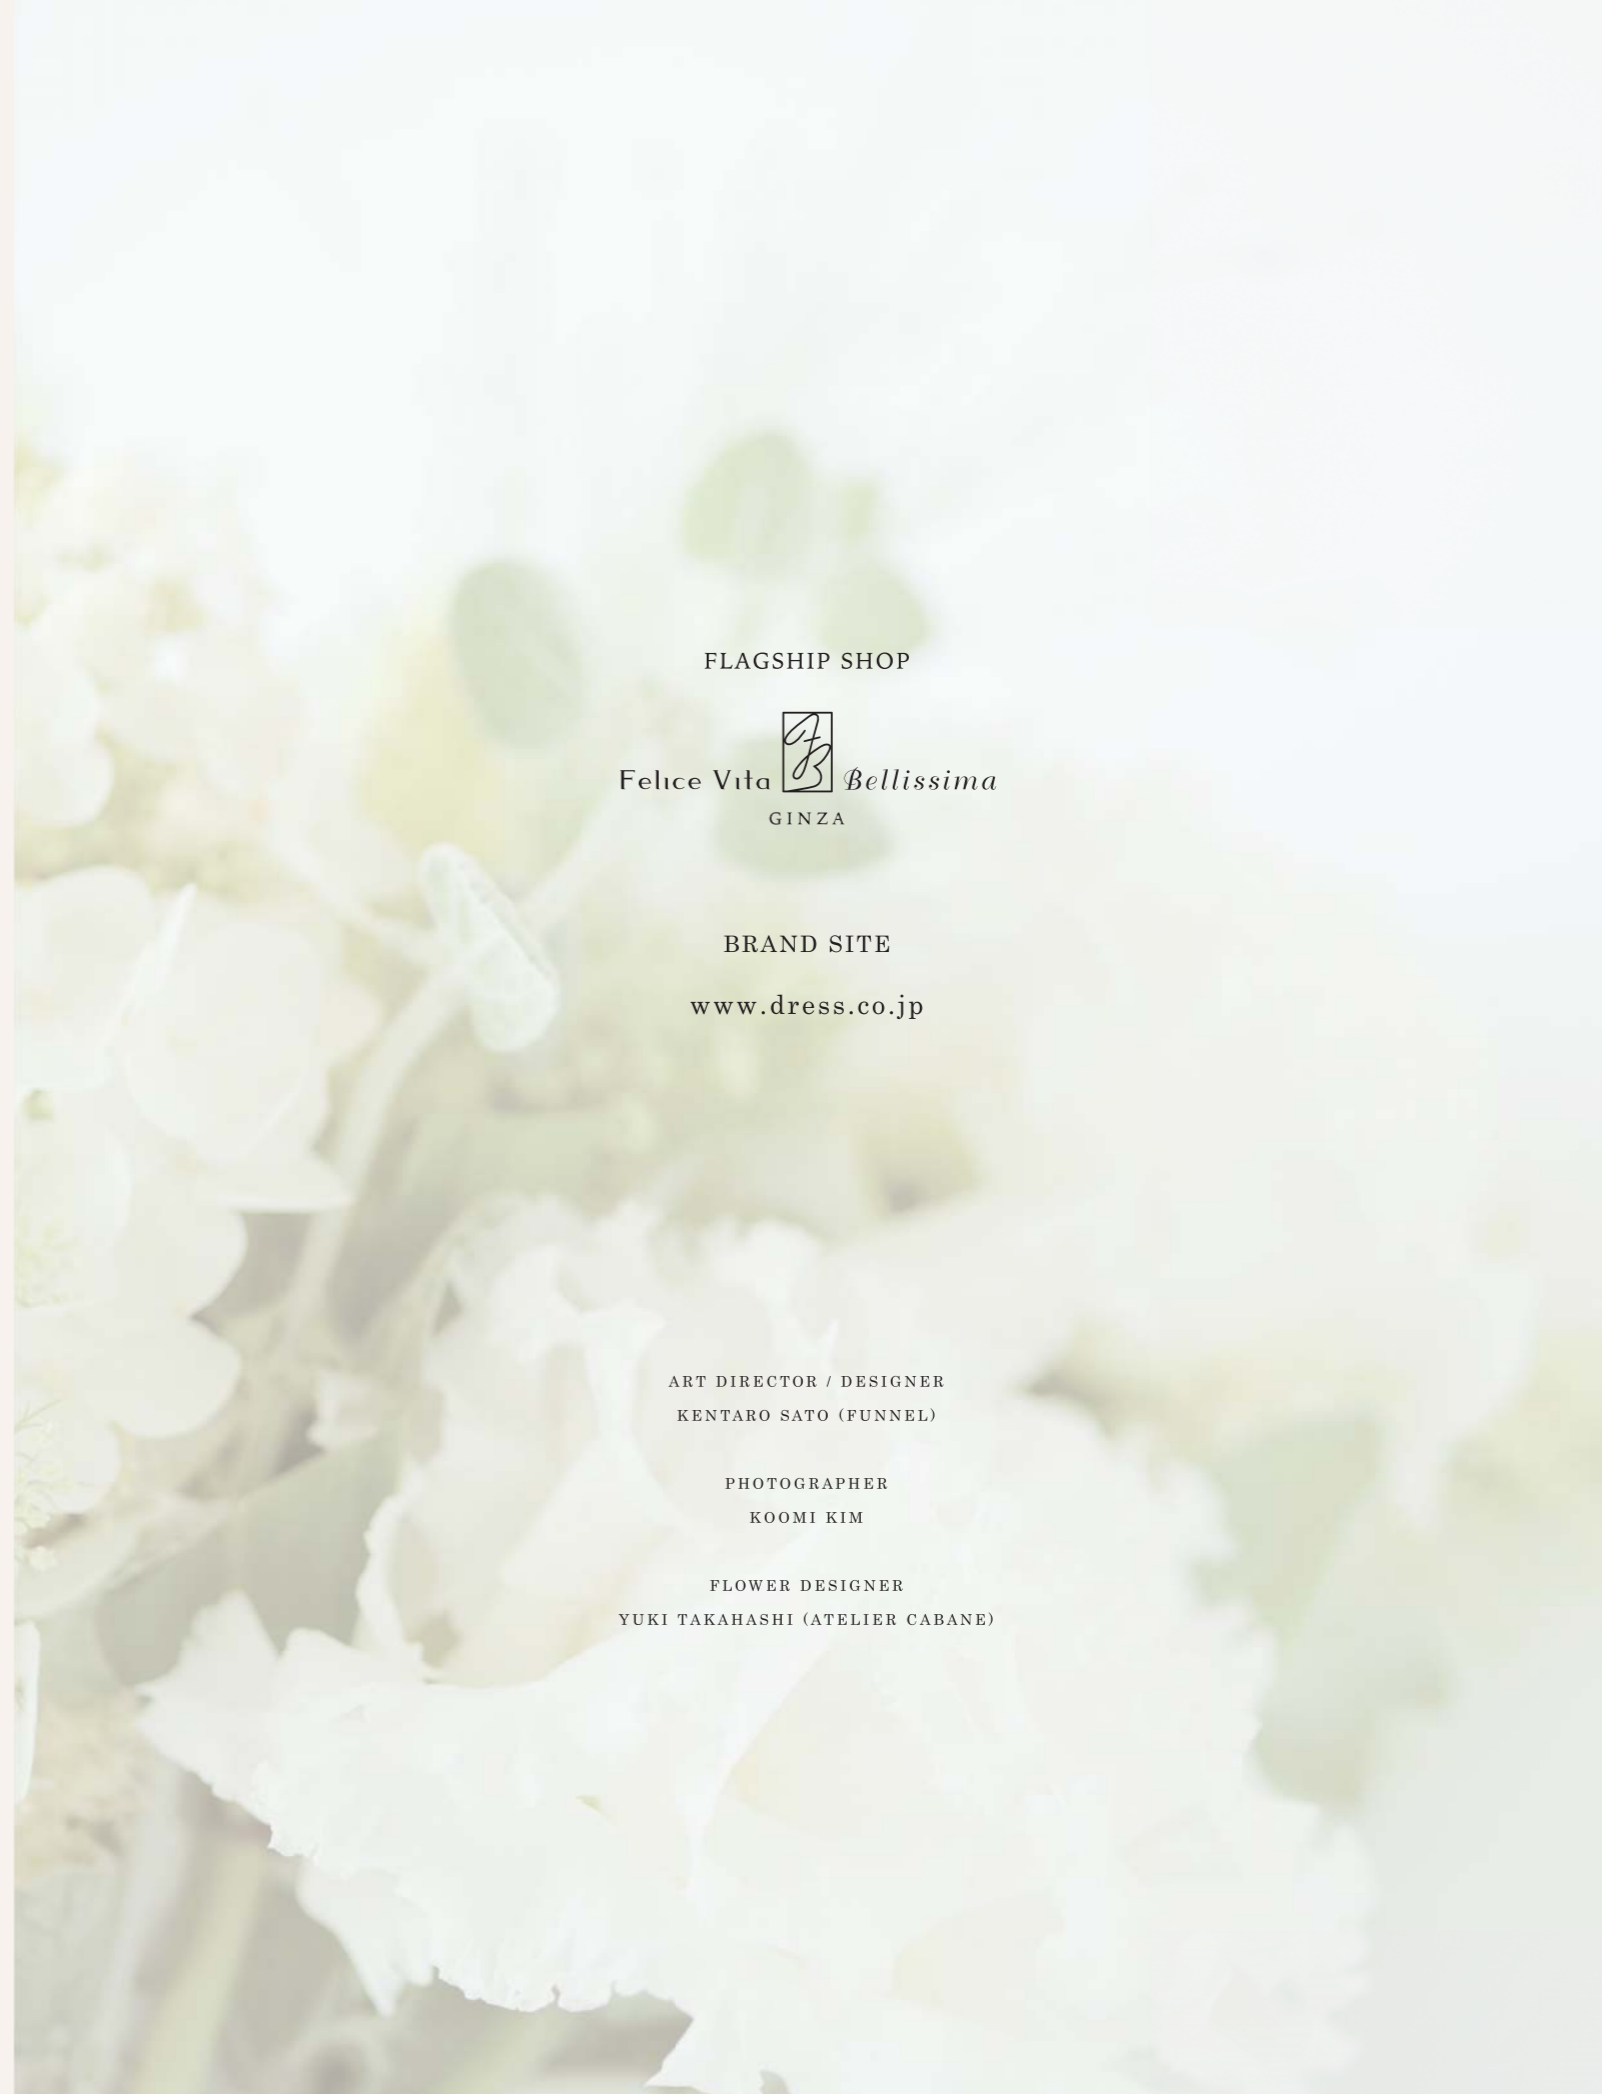 FLAGSHIP SHOP
Felice Vita FB Bellissima
GINZA
BRAND SITE
www.dress.co.jp
ART DIRECTOR / DESIGNER
KENTARO SATO (FUNNEL)
PHOTOGRAPHER
KOOMI KIM
FLOWER DESIGNER
YUKI TAKAHASHI (ATELIER CABANE)